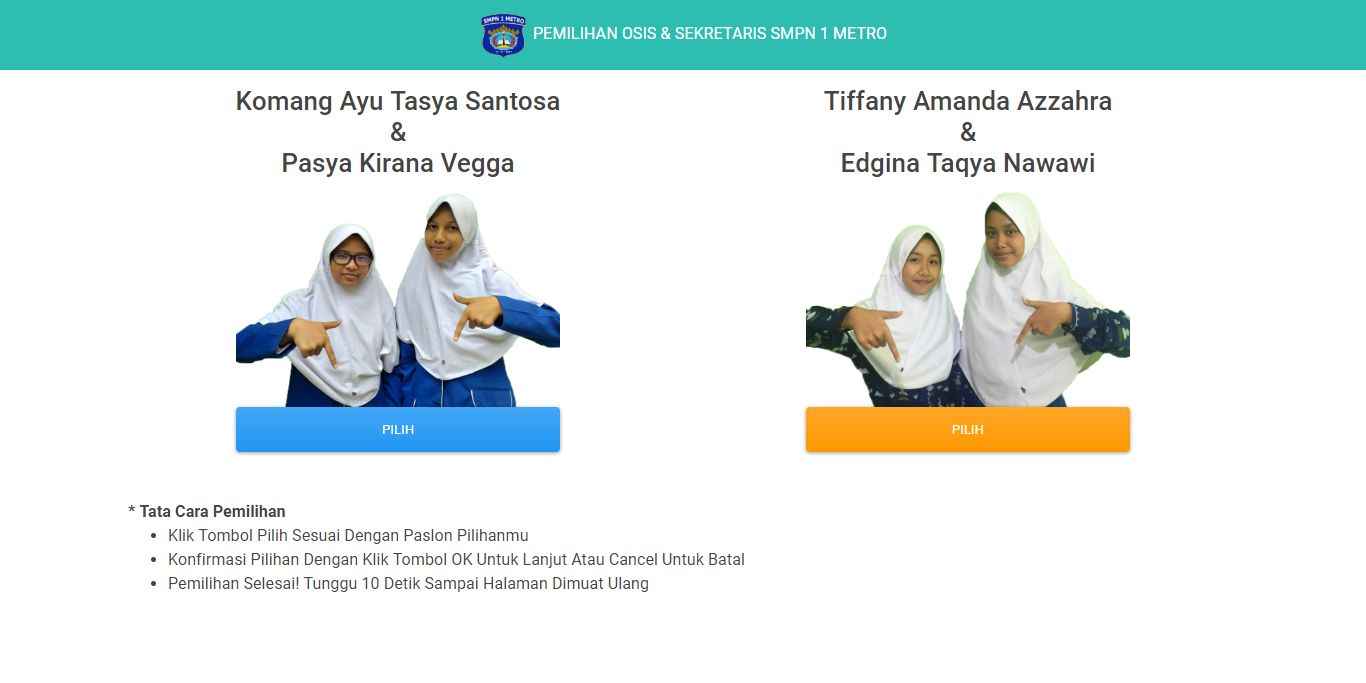 SMPN 1 METRO
PEMILIHAN OSIS & SEKRETARIS SMPN 1 METRO
Komang Ayu Tasya Santosa
&
Pasya Kirana Vegga
PILIH
Tiffany Amanda Azzahra
&
Edgina Taqya Nawawi
PILIH
* Tata Cara Pemilihan
• Klik Tombol Pilih Sesuai Dengan Paslon Pilihanmu
• Konfirmasi Pilihan Dengan Klik Tombol OK Untuk Lanjut Atau Cancel Untuk Batal
• Pemilihan Selesai! Tunggu 10 Detik Sampai Halaman Dimuat Ulang